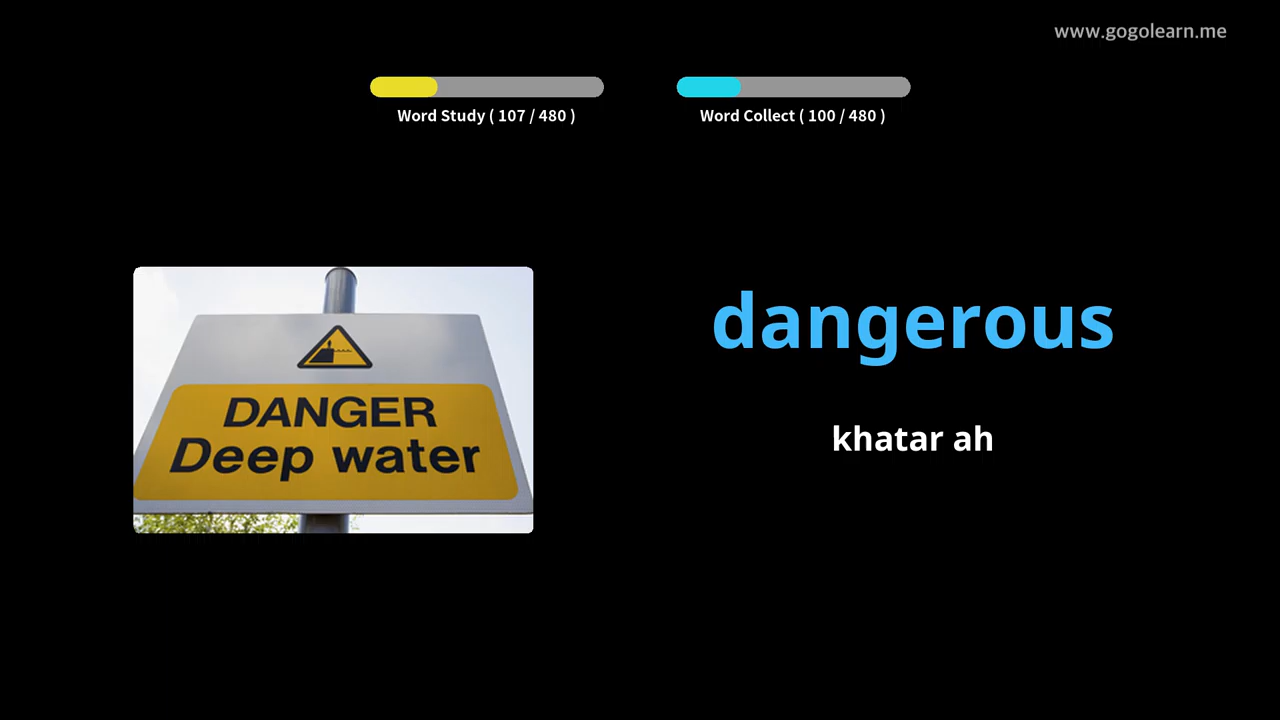 www.gogolearn.me
Word Study ( 107 / 480 )
Word Collect ( 100 / 480 )
DANGER
Deep water
dangerous
khatar ah